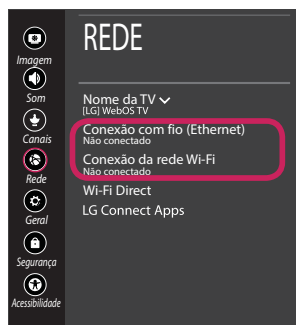 Imagem
Som
Canais
Rede
Geral
Segurança
Acessibilidade
REDE
Nome da TV
[LG] WebOS TV
Conexão com fio (Ethernet)
Não conectado
Conexão da rede Wi-Fi
Não conectado
Wi-Fi Direct
LG Connect Apps